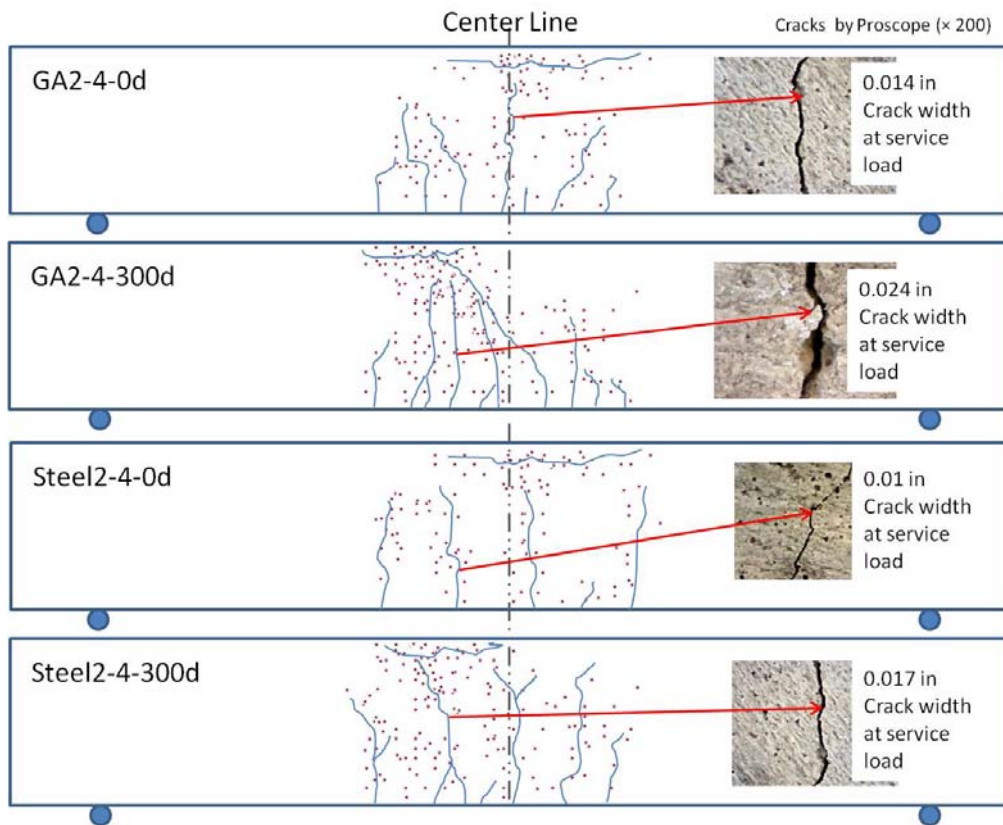 Center Line
Cracks by Proscope (× 200)
GA2-4-0d
0.014 in
Crack width
at service
load
GA2-4-300d
0.024 in
Crack width
at service
load
Steel2-4-0d
0.01 in
Crack width
at service
load
Steel2-4-300d
0.017 in
Crack width
at service
load